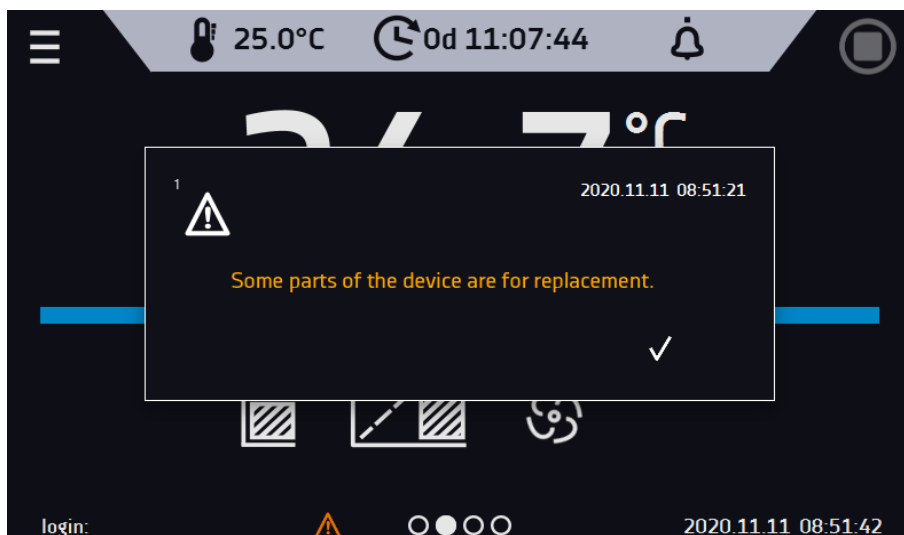 25.0°C 0d 11:07:44
°C
1
2020.11.11 08:51:21
Some parts of the device are for replacement.
login: 2020.11.11 08:51:42